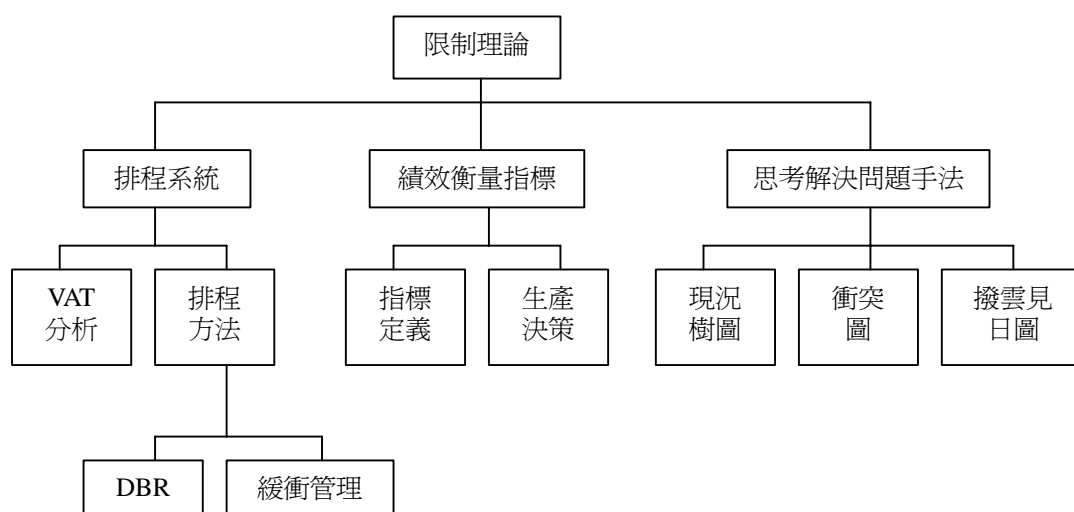 限制理論
排程系統
績效衡量指標
思考解決問題手法
VAT
分析
排程
方法
指標
定義
生產
決策
現況
樹圖
衝突
圖
撥雲見
日圖
DBR
緩衝管理